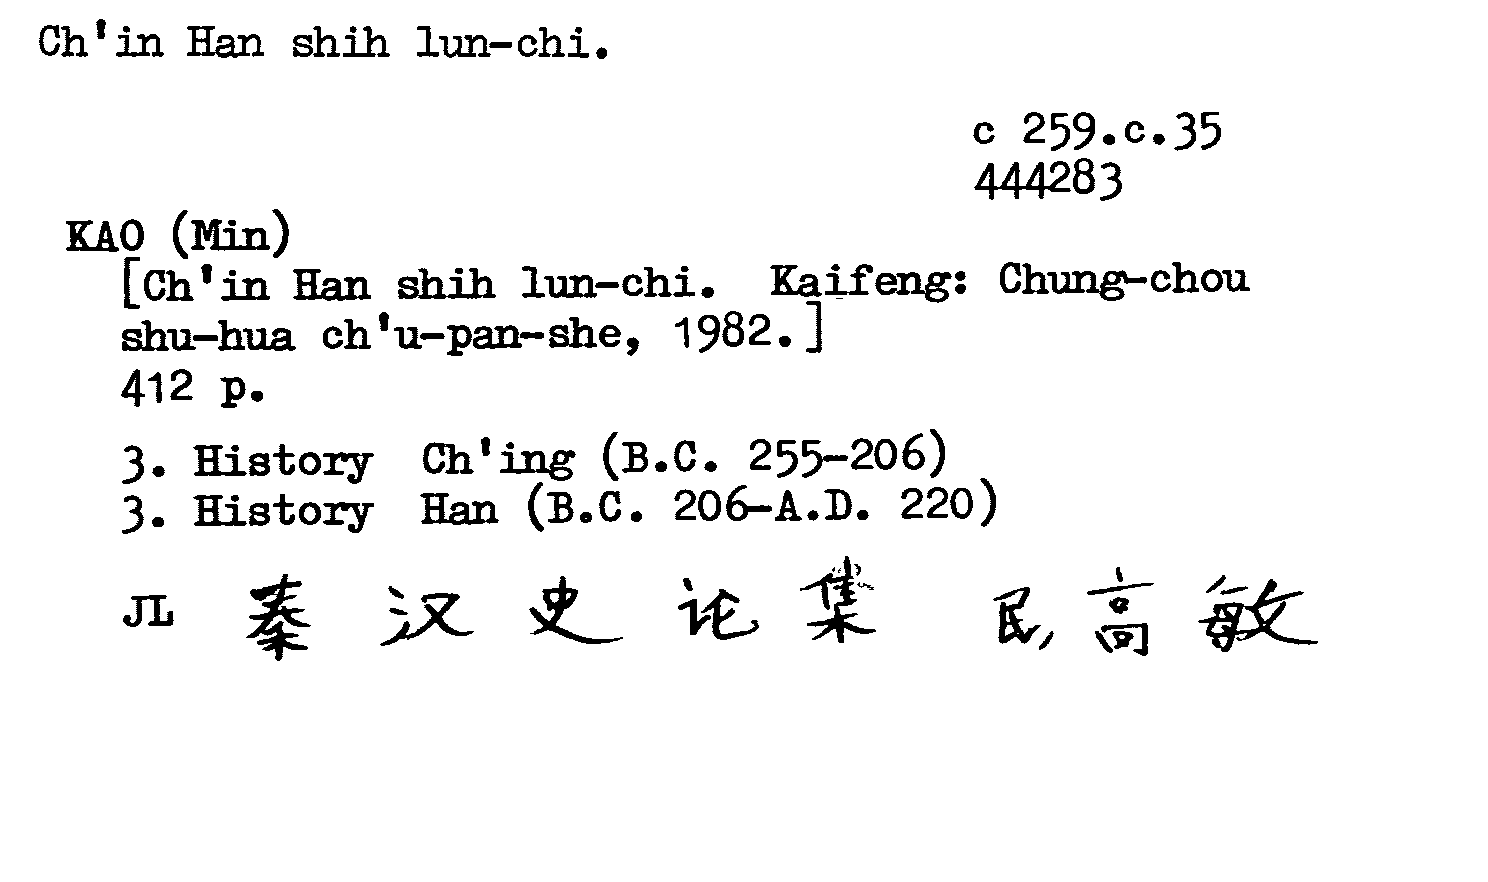 Ch'in Han shih lun-chi.
c 259.c.35
444283
KAO (Min)
[Ch'in Han shih lun-chi. Kaifeng: Chung-chou
shu-hua ch'u-pan-she, 1982.]
412 p.
3. History Ch'ing (B.C. 255-206)
3. History Han (B.C. 206-A.D. 220)
JL 秦 汉 史 论 集 民, 高 敏